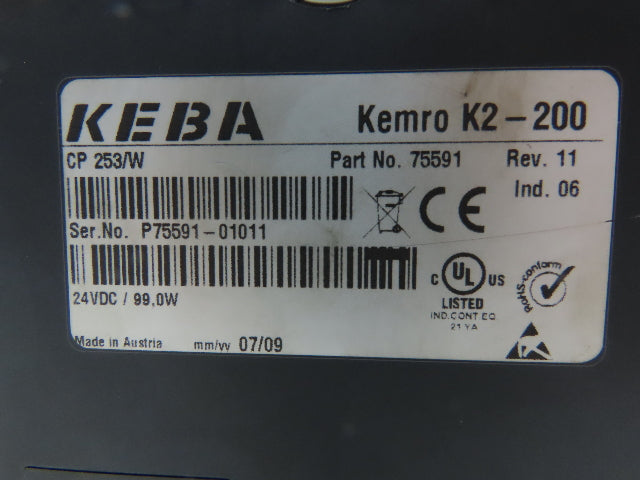 KEBA Kemro K2-200
CP 253/W Part No. 75591 Rev. 11
Ind. 06
CE
Ser.No. P75591-01011
24VDC / 99,0W
C UL US
LISTED
IND.CONT.EQ.
21 YA
RoHS-conform
Made in Austria mm/yy 07/09